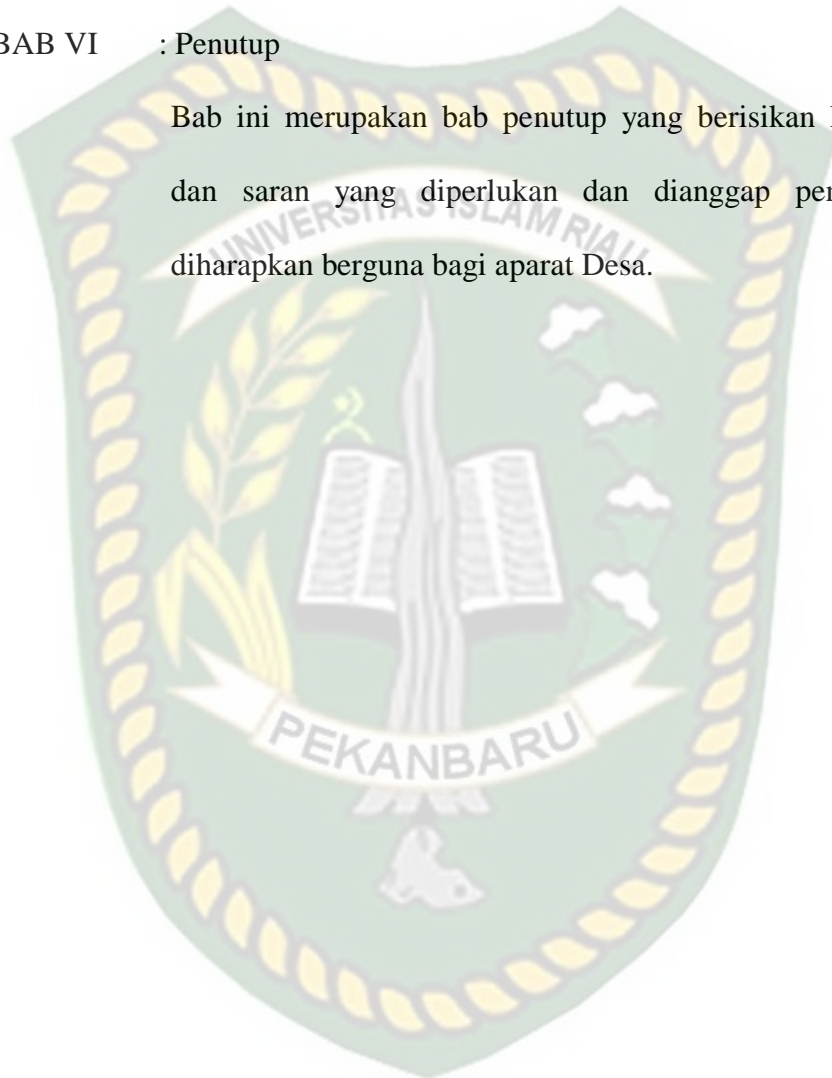 BAB VI : Penutup
Bab ini merupakan bab penutup yang berisikan
dan saran yang diperlukan dan dianggap
diharapkan berguna bagi aparat Desa.
UNIVERSITAS ISLAM RIAU
PEKANBARU